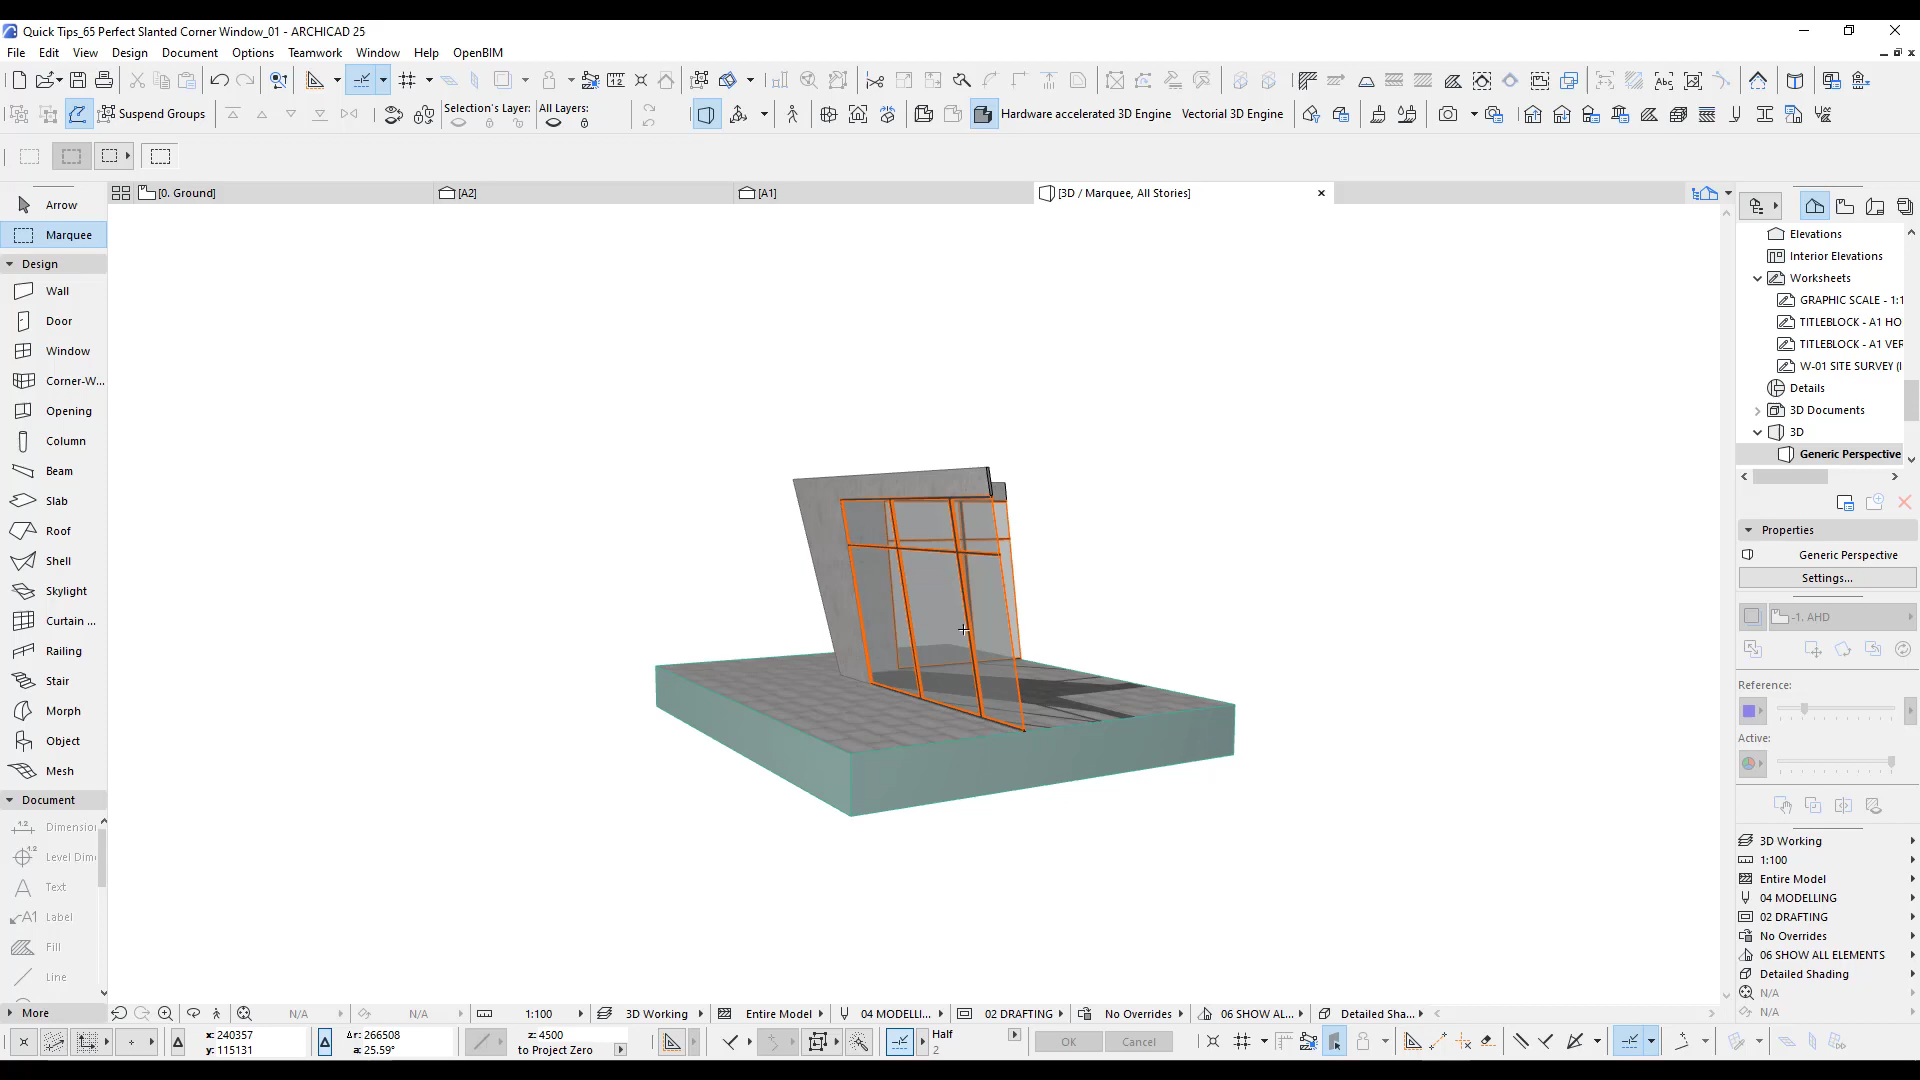 Quick Tips_65 Perfect Slanted Corner Window_01 - ARCHICAD 25
File Edit View Design Document Options Teamwork Window Help OpenBIM
Suspend Groups
Selection's Layer: All Layers:
Hardware accelerated 3D Engine Vectorial 3D Engine
[0. Ground] [A2] [A1] [3D / Marquee, All Stories]
Arrow
Marquee
Design
Wall
Door
Window
Corner-W...
Opening
Column
Beam
Slab
Roof
Shell
Skylight
Curtain ...
Railing
Stair
Morph
Object
Mesh
Document
Dimension
Level Dim
Text
Label
Fill
Line
More
Elevations
Interior Elevations
Worksheets
GRAPHIC SCALE - 1:1
TITLEBLOCK - A1 HO
TITLEBLOCK - A1 VER
W-01 SITE SURVEY (I
Details
3D Documents
3D
Generic Perspective
Properties
Generic Perspective
Settings...
-1. AHD
Reference:
Active:
3D Working
1:100
Entire Model
04 MODELLING
02 DRAFTING
No Overrides
06 SHOW ALL ELEMENTS
Detailed Shading
N/A
N/A
N/A N/A 1:100 3D Working Entire Model 04 MODELLI... 02 DRAFTING No Overrides 06 SHOW AL... Detailed Sha...
x: 240357
y: 115131
Δr: 266508
a: 25.59°
z: 4500
to Project Zero
Half
2
OK Cancel